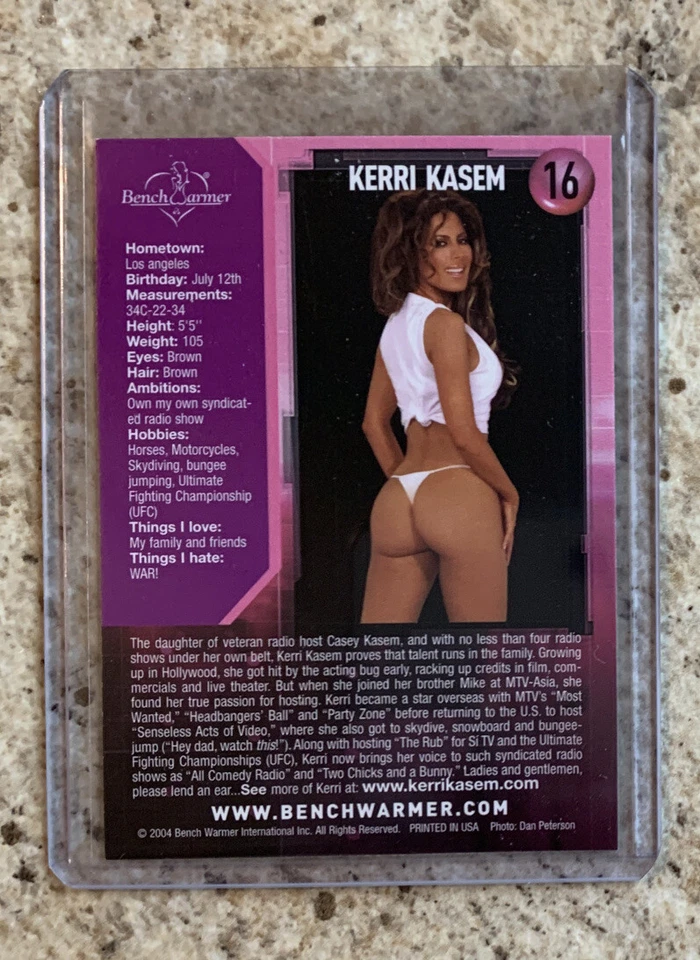 KERRI KASEM
16
Bench Warmer
Hometown:
Los angeles
Birthday: July 12th
Measurements:
34C-22-34
Height: 5'5"
Weight: 105
Eyes: Brown
Hair: Brown
Ambitions:
Own my own syndicat-
ed radio show
Hobbies:
Horses, Motorcycles,
Skydiving, bungee
jumping, Ultimate
Fighting Championship
(UFC)
Things I love:
My family and friends
Things I hate:
WAR!
The daughter of veteran radio host Casey Kasem, and with no less than four radio
shows under her own belt, Kerri Kasem proves that talent runs in the family. Growing
up in Hollywood, she got hit by the acting bug early, racking up credits in film, com-
mercials and live theater. But when she joined her brother Mike at MTV-Asia, she
found her true passion for hosting. Kerri became a star overseas with MTV's "Most
Wanted," "Headbangers' Ball" and "Party Zone" before returning to the U.S. to host
"Senseless Acts of Video," where she also got to skydive, snowboard and bungee-
jump ("Hey dad, watch this!"). Along with hosting "The Rub" for Sí TV and the Ultimate
Fighting Championships (UFC), Kerri now brings her voice to such syndicated radio
shows as "All Comedy Radio" and "Two Chicks and a Bunny." Ladies and gentlemen,
please lend an ear...See more of Kerri at: www.kerrikasem.com
WWW.BENCHWARMER.COM
© 2004 Bench Warmer International Inc. All Rights Reserved. PRINTED IN USA Photo: Dan Peterson